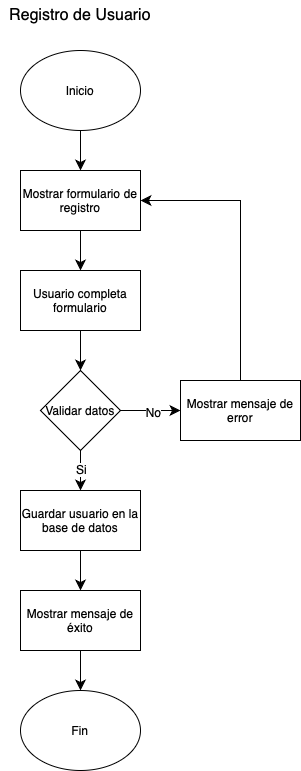 Registro de Usuario
Inicio
Mostrar formulario de
registro
Usuario completa
formulario
Validar datos
No
Mostrar mensaje de
error
Si
Guardar usuario en la
base de datos
Mostrar mensaje de
éxito
Fin